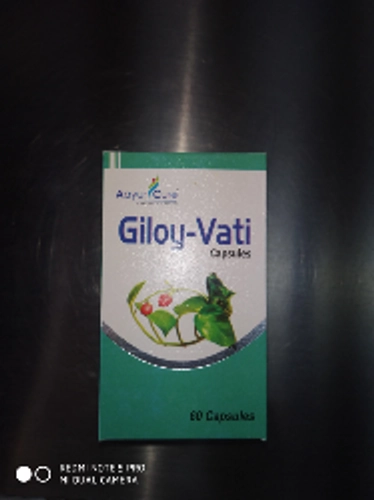 Giloy-Vati
Capsules
60 Capsules
REDMI NOTE 5 PRO
MI DUAL CAMERA